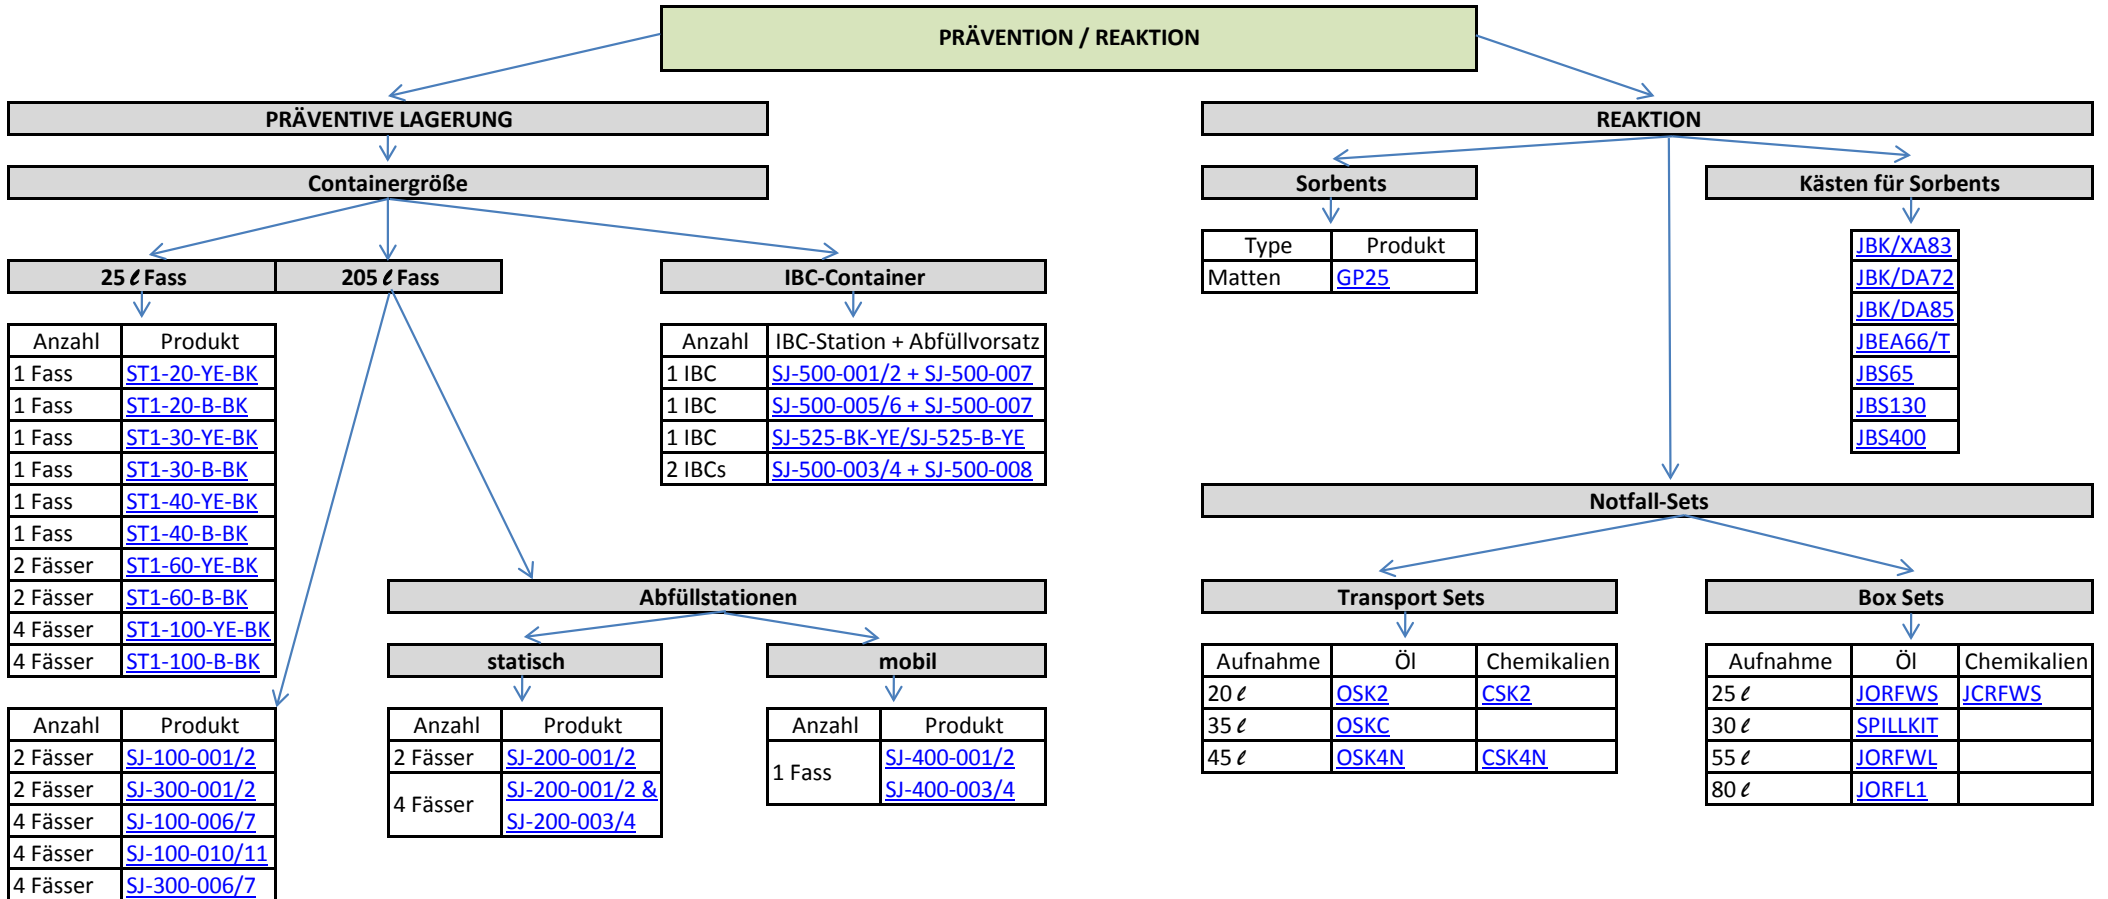 PRÄVENTION / REAKTION
PRÄVENTIVE LAGERUNG
Containergröße
25 ℓ Fass
205 ℓ Fass
IBC-Container
Anzahl Produkt
1 Fass ST1-20-YE-BK
1 Fass ST1-20-B-BK
1 Fass ST1-30-YE-BK
1 Fass ST1-30-B-BK
1 Fass ST1-40-YE-BK
1 Fass ST1-40-B-BK
2 Fässer ST1-60-YE-BK
2 Fässer ST1-60-B-BK
4 Fässer ST1-100-YE-BK
4 Fässer ST1-100-B-BK
Anzahl Produkt
2 Fässer SJ-100-001/2
2 Fässer SJ-300-001/2
4 Fässer SJ-100-006/7
4 Fässer SJ-100-010/11
4 Fässer SJ-300-006/7
Anzahl IBC-Station + Abfüllvorsatz
1 IBC SJ-500-001/2 + SJ-500-007
1 IBC SJ-500-005/6 + SJ-500-007
1 IBC SJ-525-BK-YE/SJ-525-B-YE
2 IBCs SJ-500-003/4 + SJ-500-008
Abfüllstationen
statisch
Anzahl Produkt
2 Fässer SJ-200-001/2
4 Fässer SJ-200-001/2 &
SJ-200-003/4
mobil
Anzahl Produkt
1 Fass SJ-400-001/2
SJ-400-003/4
REAKTION
Sorbents
Type Produkt
Matten GP25
Kästen für Sorbents
JBK/XA83
JBK/DA72
JBK/DA85
JBEA66/T
JBS65
JBS130
JBS400
Notfall-Sets
Transport Sets
Aufnahme Öl Chemikalien
20 ℓ OSK2 CSK2
35 ℓ OSKC
45 ℓ OSK4N CSK4N
Box Sets
Aufnahme Öl Chemikalien
25 ℓ JORFWS JCRFWS
30 ℓ SPILLKIT
55 ℓ JORFWL
80 ℓ JORFL1